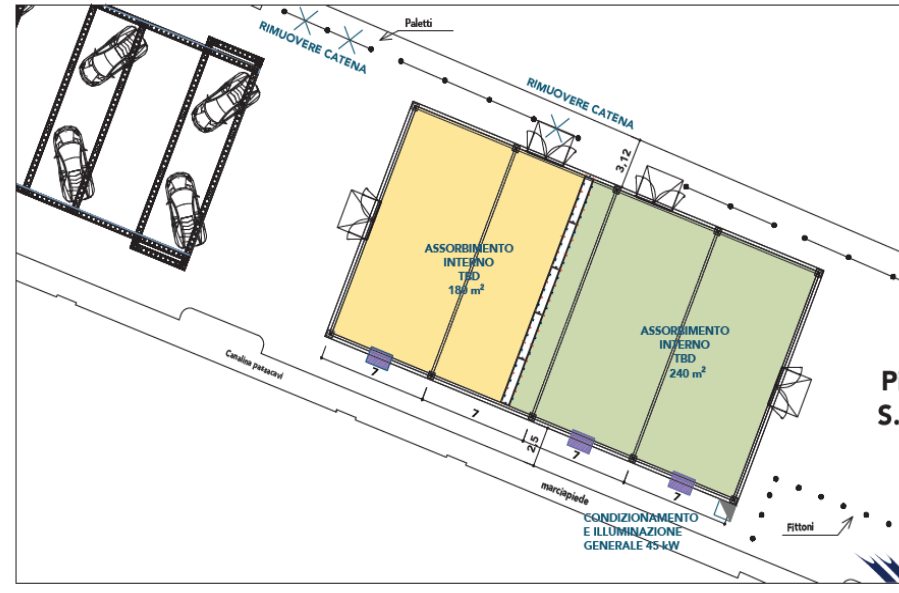 Paletti
RIMUOVERE CATENA
RIMUOVERE CATENA
3,12
ASSORBIMENTO
INTERNO
TBD
180 m²
ASSORBIMENTO
INTERNO
TBD
240 m²
Canalina passacavi
7
7
2,5
7
7
marciapiede
CONDIZIONAMENTO
E ILLUMINAZIONE
GENERALE 45 kW
Fittoni
S.